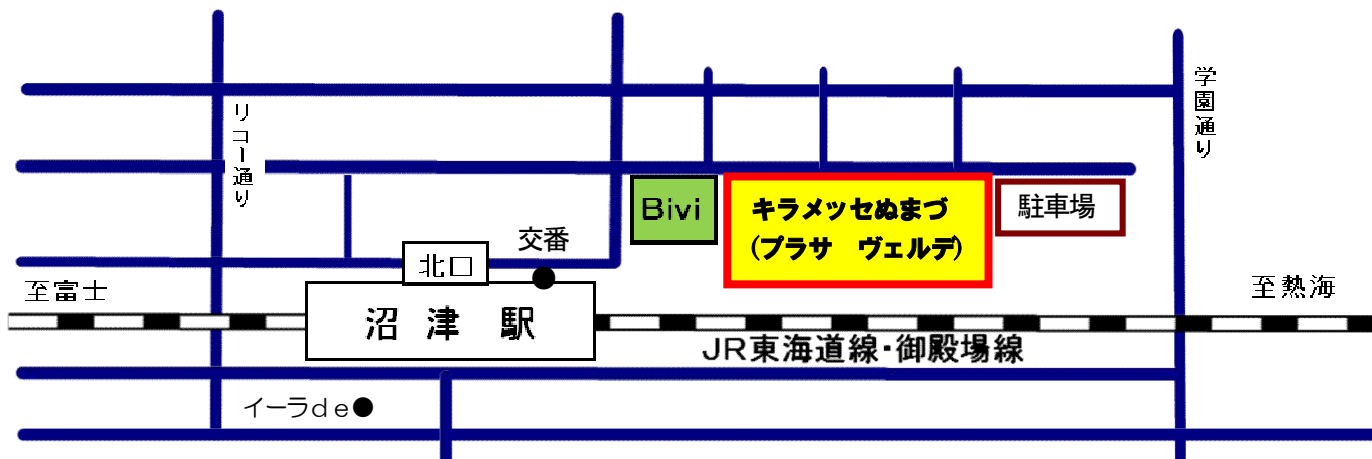 リコー通り
学園通り
Bivi
キラメッセぬまづ
(プラサ ヴェルデ)
駐車場
交番
北口
至富士
至熱海
沼津駅
JR東海道線・御殿場線
イーラde●